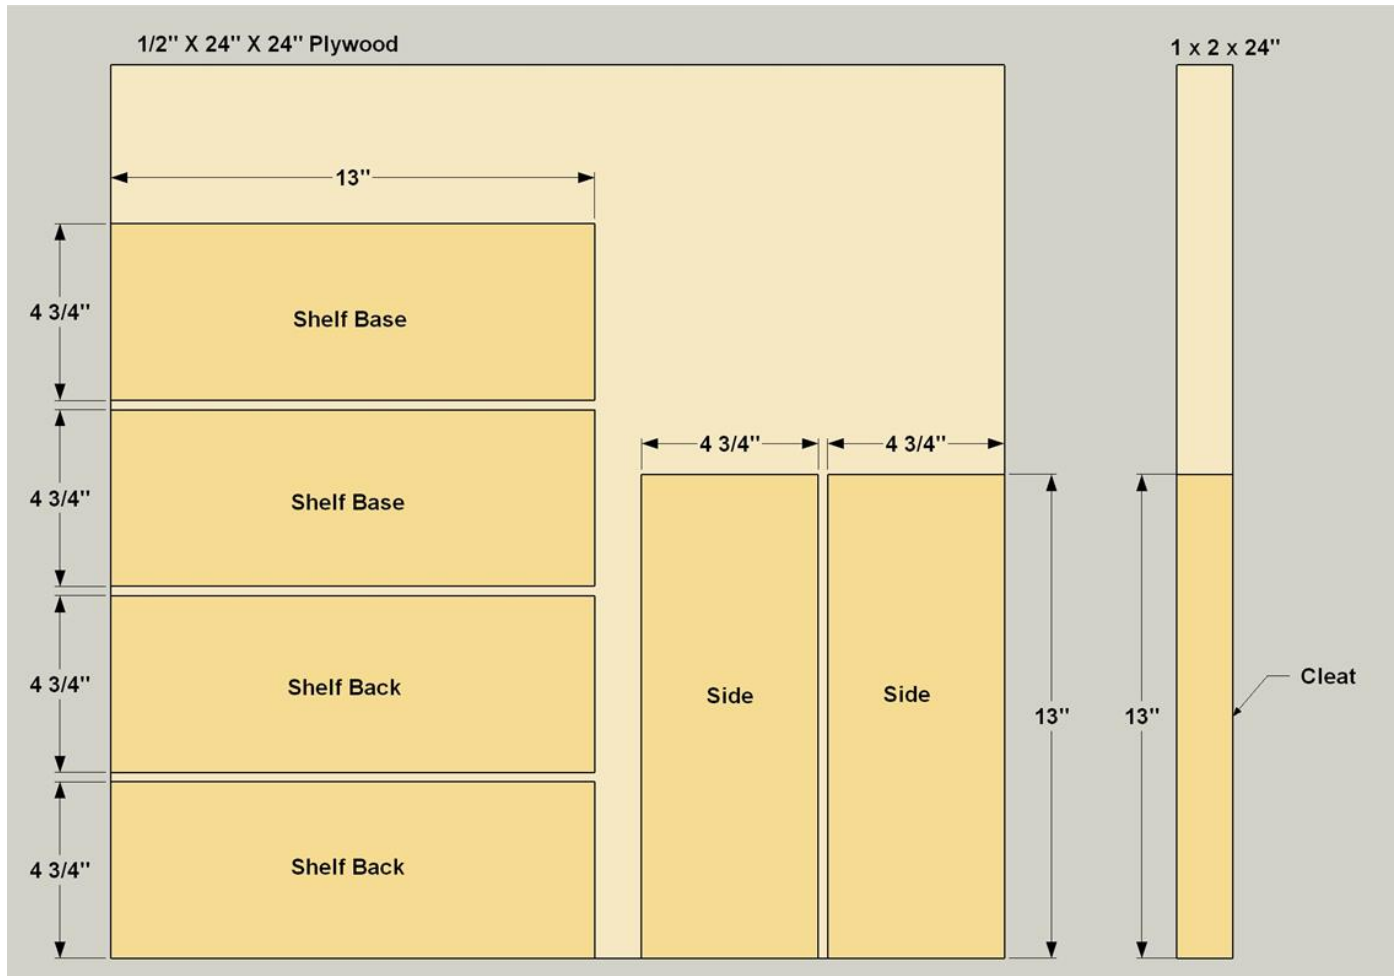 1/2" X 24" X 24" Plywood
1 x 2 x 24"
13"
4 3/4"
Shelf Base
4 3/4" 4 3/4"
4 3/4"
Shelf Base
4 3/4"
Shelf Back
Side
Side
13"
13"
Cleat
4 3/4"
Shelf Back